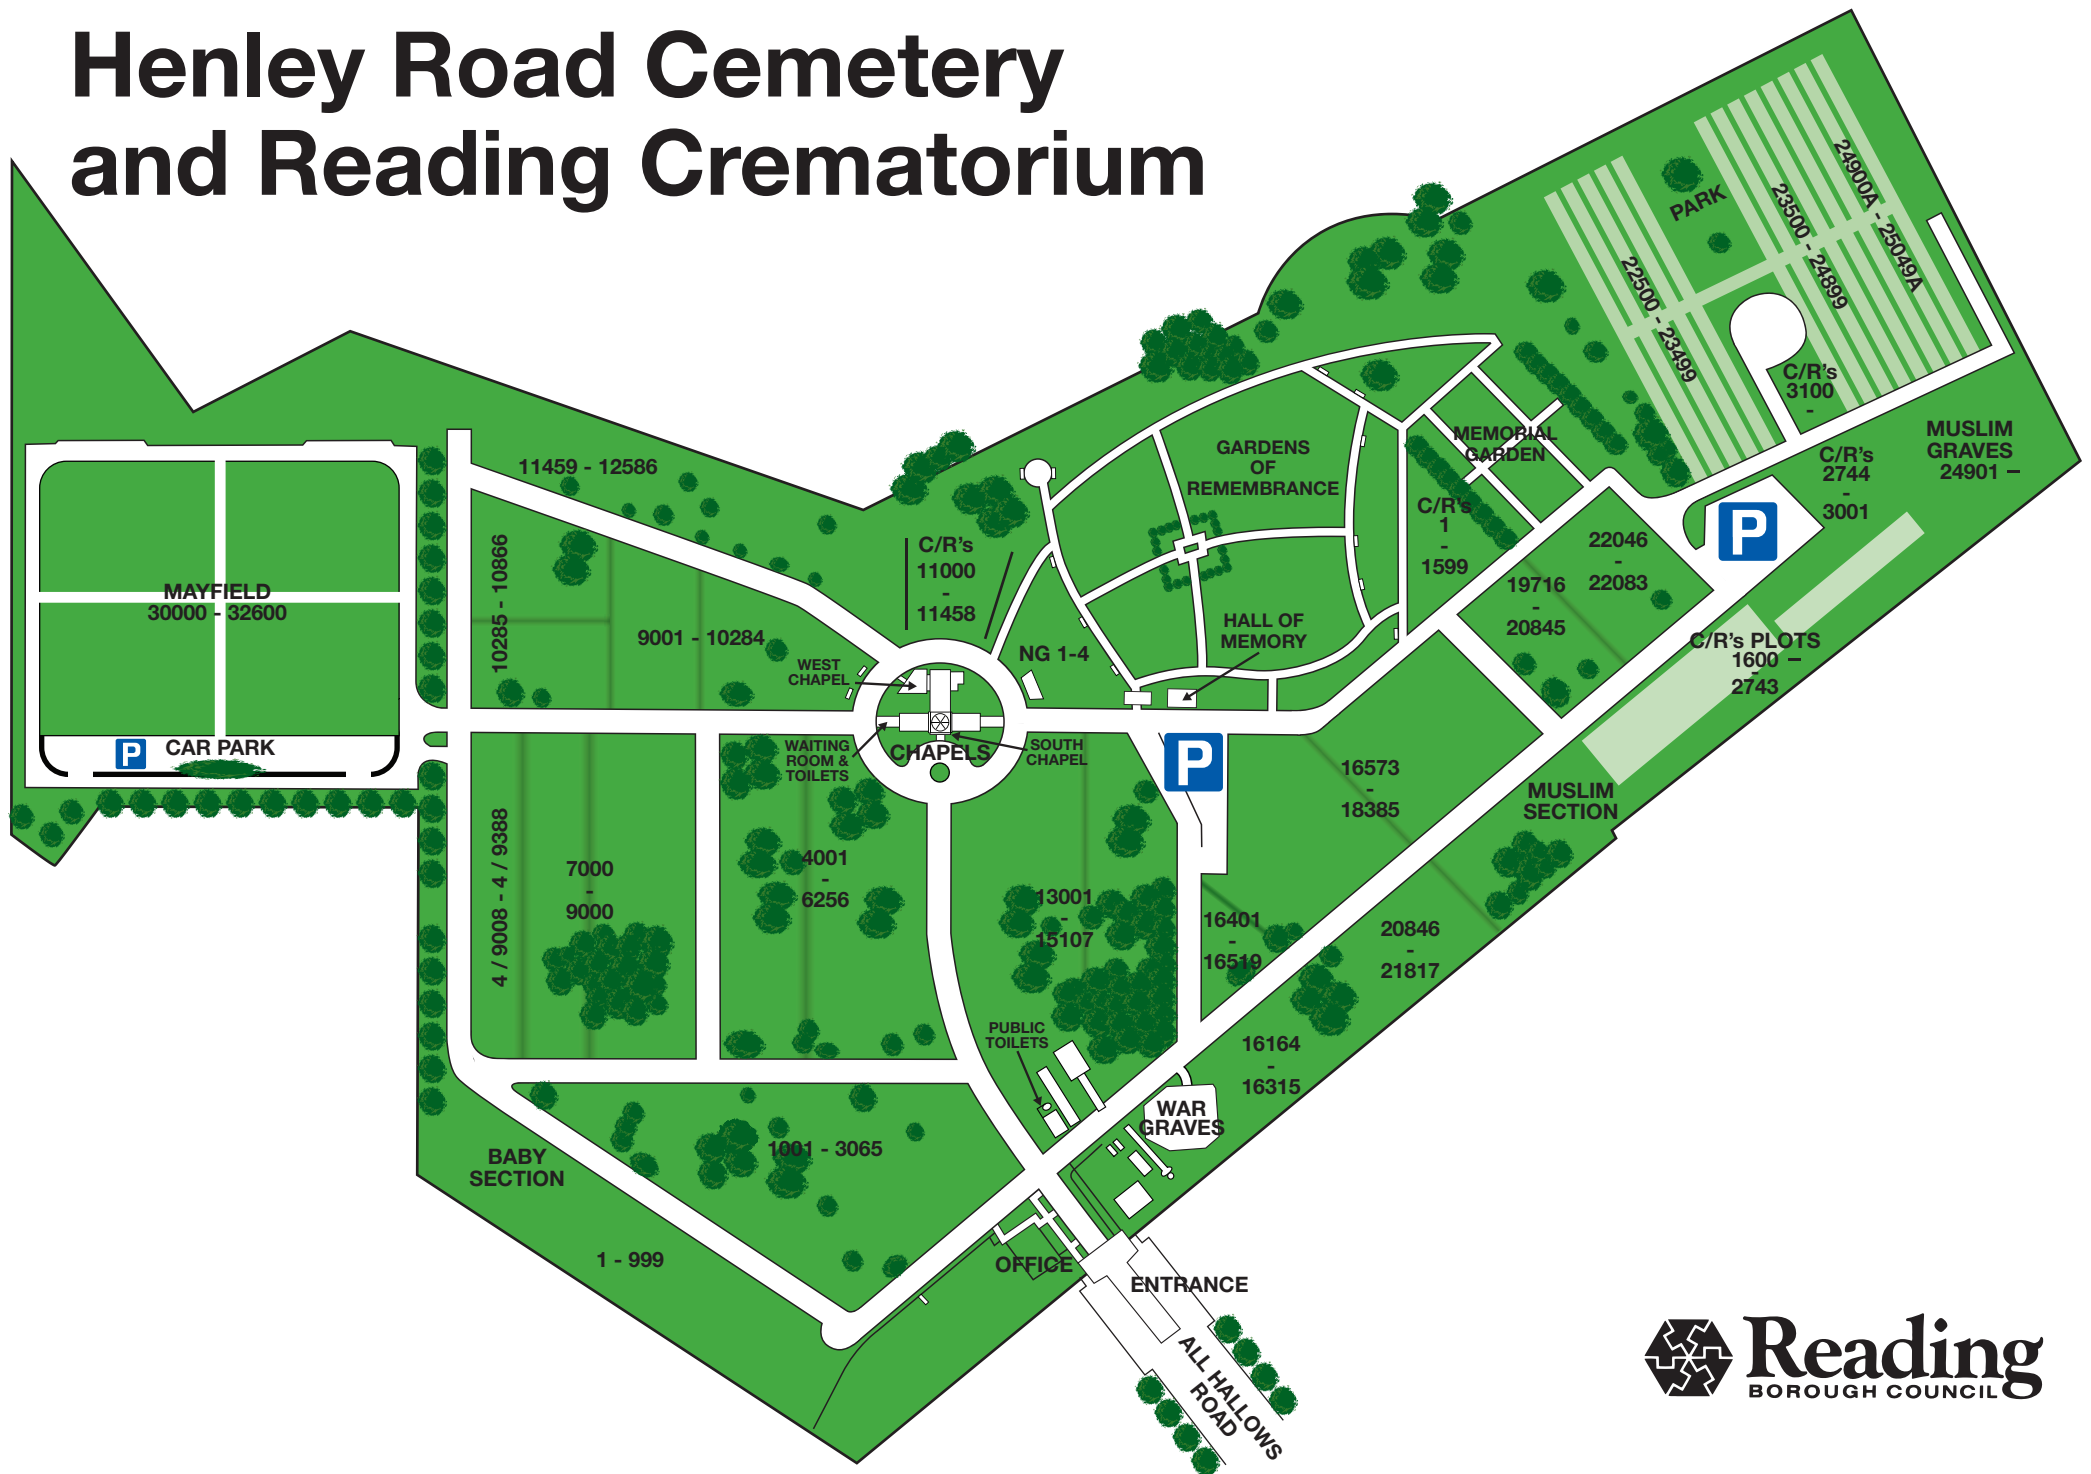 Henley Road Cemetery
and Reading Crematorium
PARK
24900A - 25049A
23500 - 24899
22500 - 23499
C/R's
3100
-
MUSLIM
GRAVES
24901 –
C/R's
2744
-
3001
P
11459 - 12586
GARDENS
OF
REMEMBRANCE
MEMORIAL
GARDEN
C/R's
1
-
1599
22046
-
22083
19716
-
20845
C/R's
11000
-
11458
10285 - 10866
MAYFIELD
30000 - 32600
9001 - 10284
HALL OF
MEMORY
NG 1-4
C/R's PLOTS
1600 –
-
2743
WEST
CHAPEL
P CAR PARK
WAITING
ROOM &
TOILETS
CHAPELS
SOUTH
CHAPEL
P
16573
-
18385
MUSLIM
SECTION
4 / 9008 - 4 / 9388
7000
-
9000
4001
-
6256
13001
-
15107
16401
-
16519
20846
-
21817
PUBLIC
TOILETS
16164
-
16315
WAR
GRAVES
1001 - 3065
BABY
SECTION
1 - 999
OFFICE
ENTRANCE
ALL HALLOWS
ROAD
Reading
BOROUGH COUNCIL